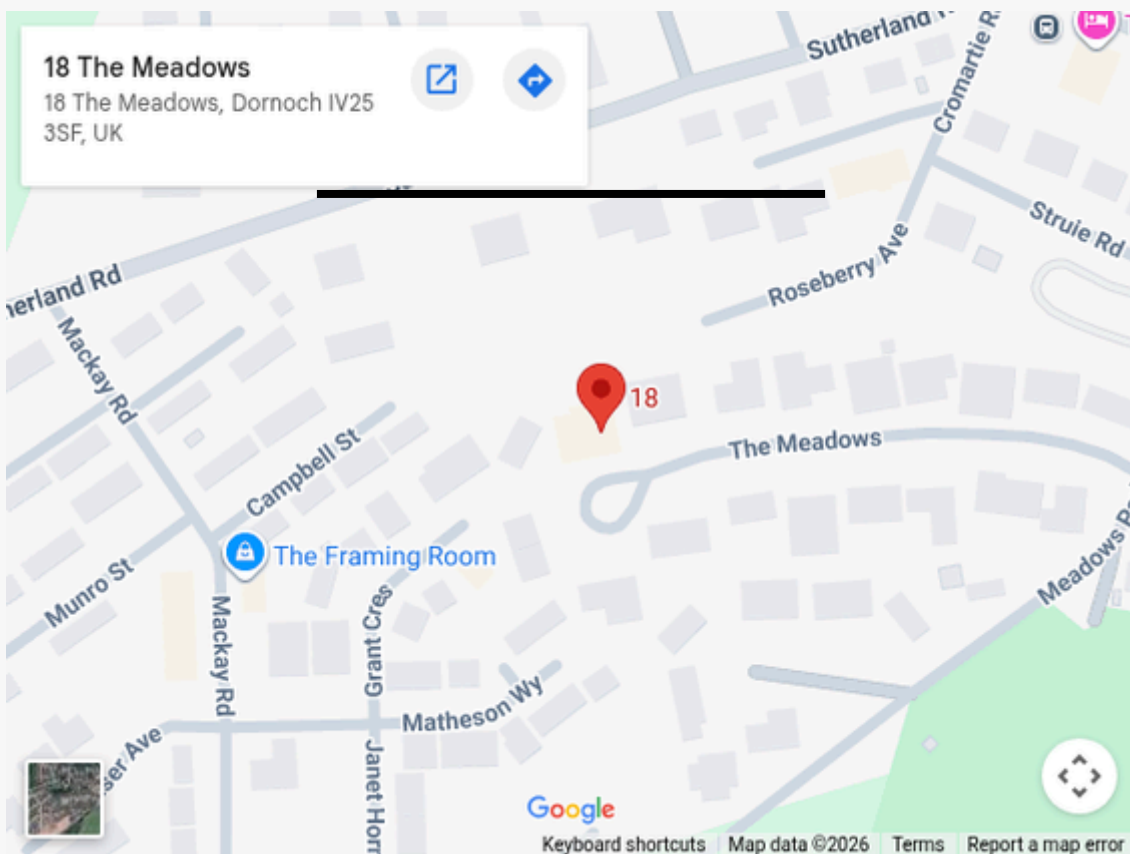 18 The Meadows
18 The Meadows, Dornoch IV25
3SF, UK
Sutherland
Cromartie
Struie Rd
Roseberry Ave
Rd
Mackay Rd
18
The Meadows
Campbell St
The Framing Room
Munro St
Meadows
Mackay Rd
Grant Cres
Matheson Wy
Ave
Janet
Google
Keyboard shortcuts
Map data ©2026
Terms
Report a map error